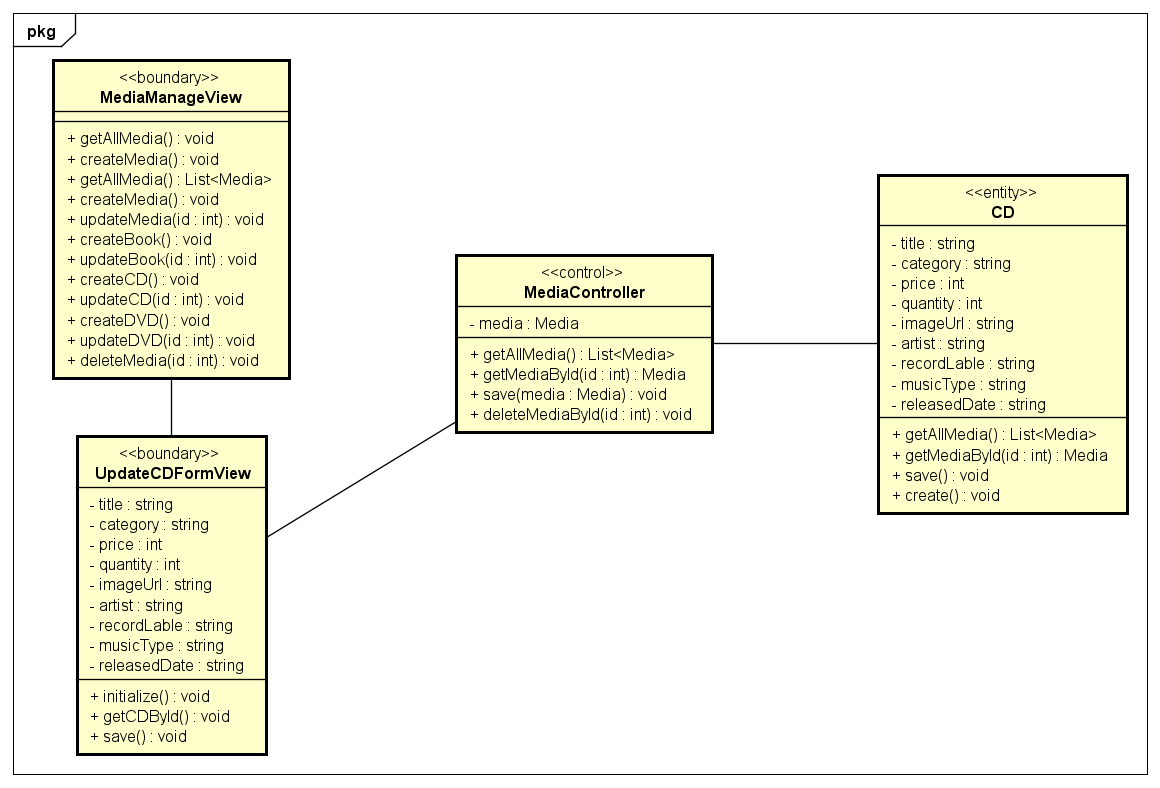 pkg
<<boundary>>
MediaManageView
+ getAllMedia() : void
+ createMedia() : void
+ getAllMedia() : List<Media>
+ createMedia() : void
+ updateMedia(id : int) : void
+ createBook() : void
+ updateBook(id : int) : void
+ createCD() : void
+ updateCD(id : int) : void
+ createDVD() : void
+ updateDVD(id : int) : void
+ deleteMedia(id : int) : void
<<boundary>>
UpdateCDFormView
- title : string
- category : string
- price : int
- quantity : int
- imageUrl : string
- artist : string
- recordLable : string
- musicType : string
- releasedDate : string
+ initialize() : void
+ getCDById() : void
+ save() : void
<<control>>
MediaController
- media : Media
+ getAllMedia() : List<Media>
+ getMediaById(id : int) : Media
+ save(media : Media) : void
+ deleteMediaById(id : int) : void
<<entity>>
CD
- title : string
- category : string
- price : int
- quantity : int
- imageUrl : string
- artist : string
- recordLable : string
- musicType : string
- releasedDate : string
+ getAllMedia() : List<Media>
+ getMediaById(id : int) : Media
+ save() : void
+ create() : void